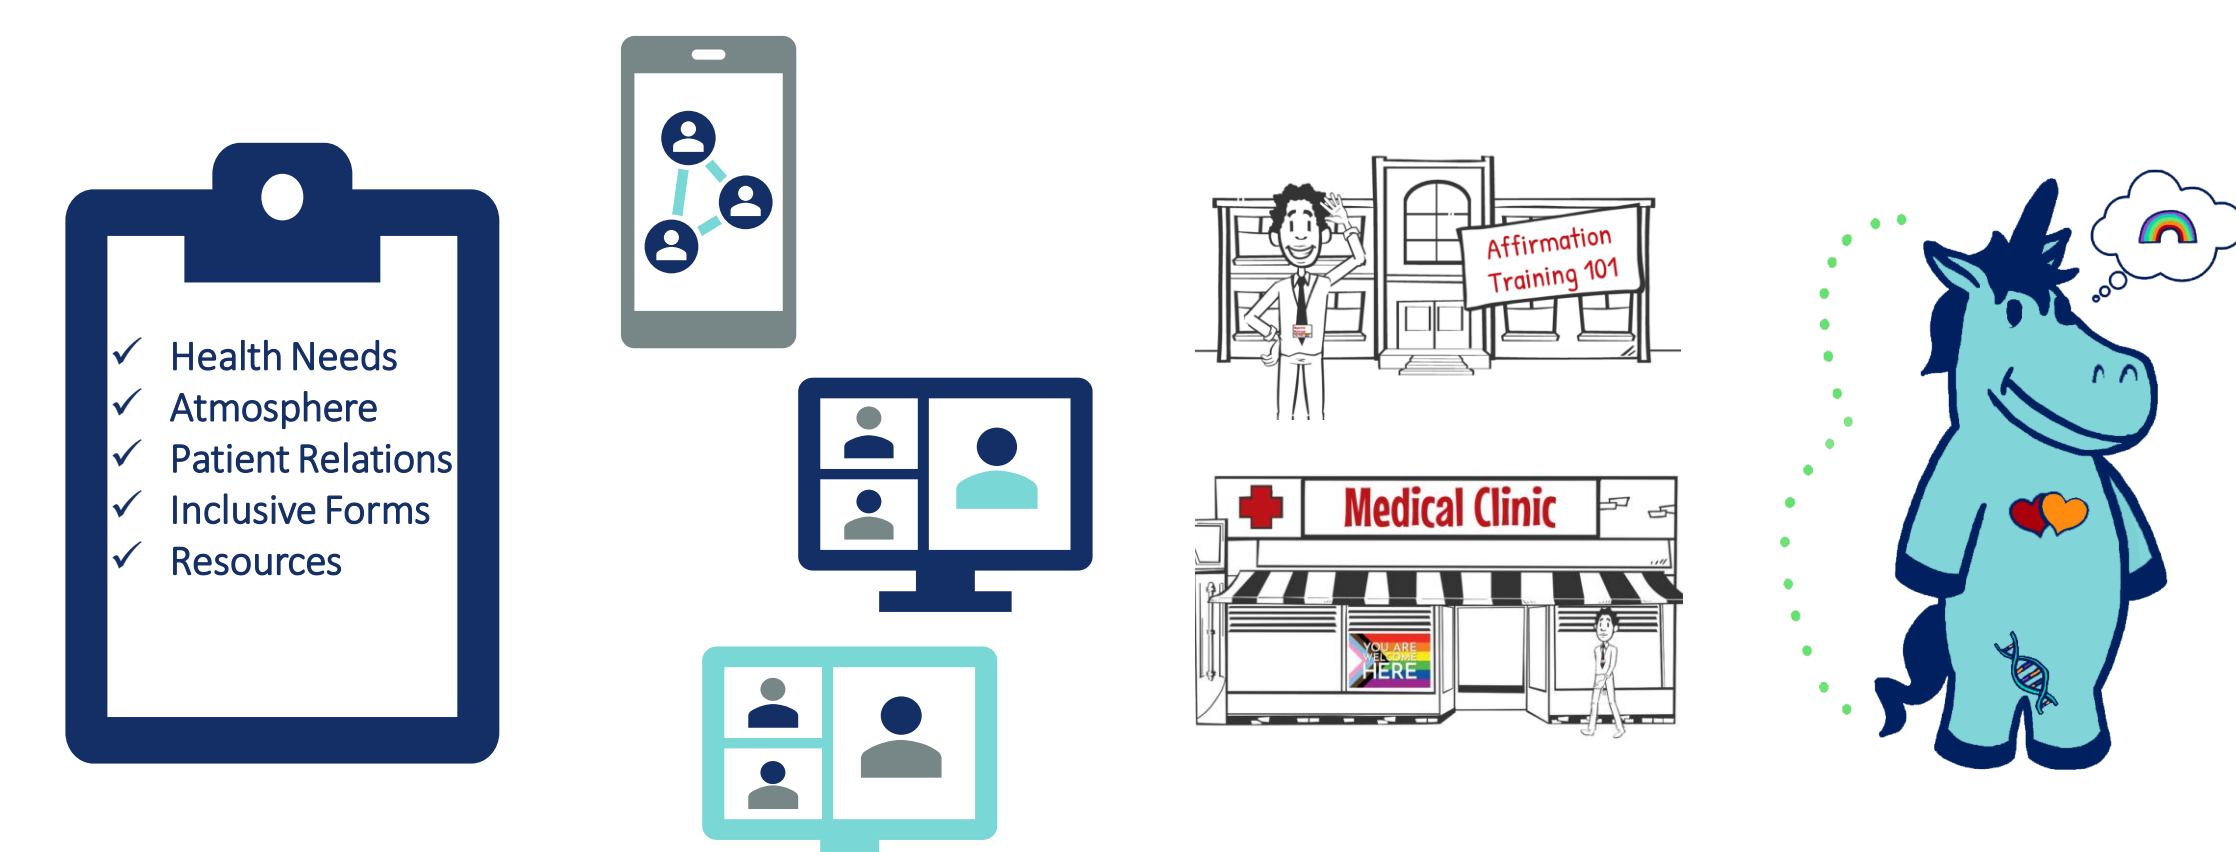 Health Needs
Atmosphere
Patient Relations
Inclusive Forms
Resources
Affirmation
Training 101
Medical Clinic
YOU ARE
WELCOME
HERE